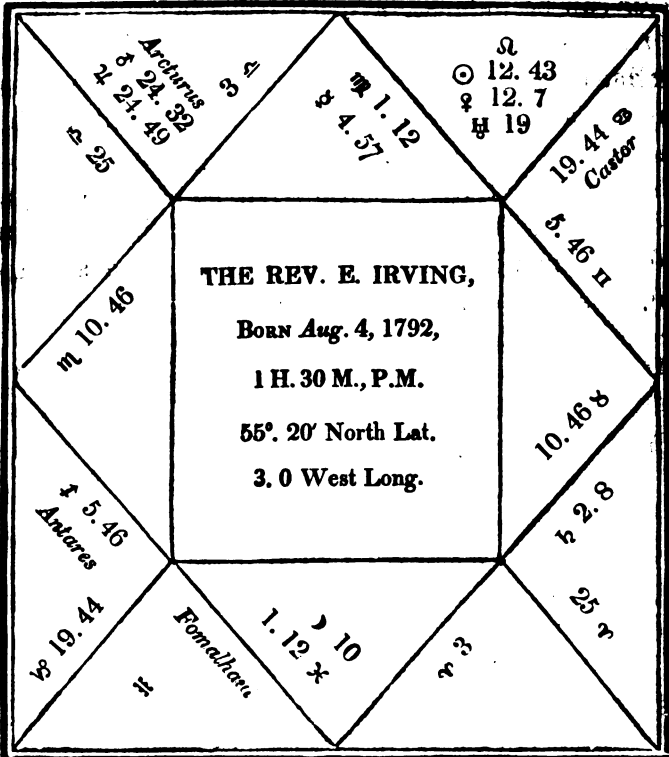 Arcturus
♂ 24. 32
♃ 24. 49
♎ 3
♎ 25
♍ 1. 12
☿ 4. 57
♌
☉ 12. 43
♀ 12. 7
♅ 19
19. 44 ♋
Castor
5. 46 ♊
THE REV. E. IRVING,
BORN Aug. 4, 1792,
1 H. 30 M., P.M.
55°. 20′ North Lat.
3. 0 West Long.
♏ 10. 46
10. 46 ♉
♄ 2. 8
25 ♈
♐ 5. 46
Antares
♑ 19. 44
♒
Fomalhaut
☽ 10
1. 12 ♓
♈ 3